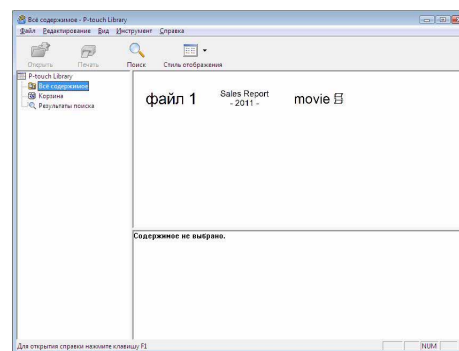 Всё содержимое - P-touch Library
Файл Редактирование Вид Инструмент Справка
Открыть Печать Поиск Стиль отображения
P-touch Library
Всё содержимое
Корзина
Результаты поиска
файл 1
Sales Report
- 2011 -
movie
Содержимое не выбрано.
Для открытия справки нажмите клавишу F1
NUM